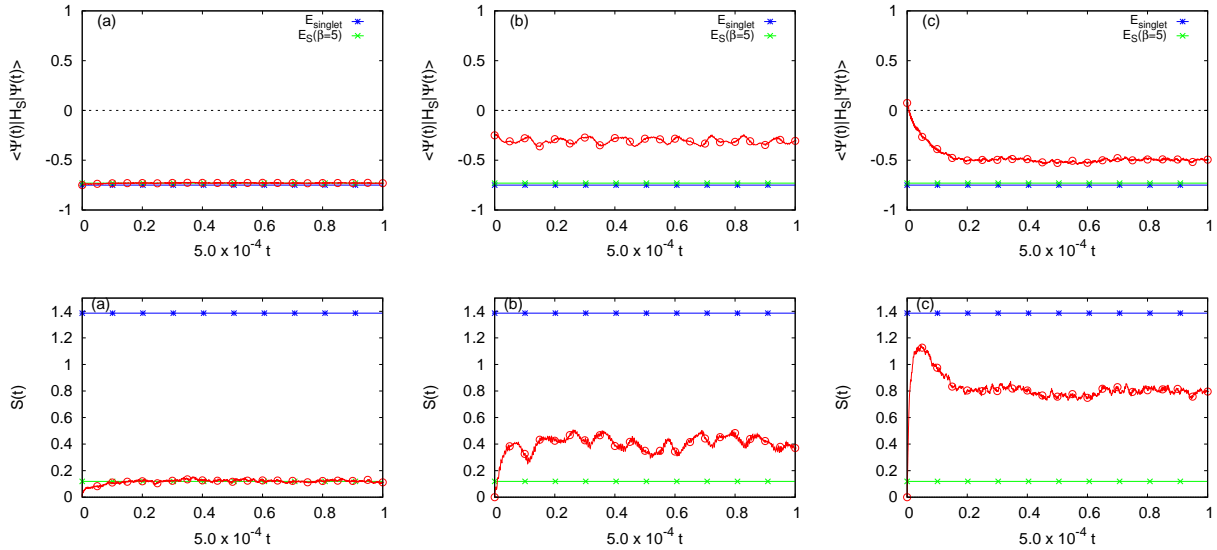 (a)
E_singlet
E_S(β=5)
<Ψ(t)|H_S|Ψ(t)>
1
0.5
0
-0.5
-1
0 0.2 0.4 0.6 0.8 1
5.0 x 10^-4 t
(b)
E_singlet
E_S(β=5)
<Ψ(t)|H_S|Ψ(t)>
1
0.5
0
-0.5
-1
0 0.2 0.4 0.6 0.8 1
5.0 x 10^-4 t
(c)
E_singlet
E_S(β=5)
<Ψ(t)|H_S|Ψ(t)>
1
0.5
0
-0.5
-1
0 0.2 0.4 0.6 0.8 1
5.0 x 10^-4 t
(a)
S(t)
1.4
1.2
1
0.8
0.6
0.4
0.2
0
0 0.2 0.4 0.6 0.8 1
5.0 x 10^-4 t
(b)
S(t)
1.4
1.2
1
0.8
0.6
0.4
0.2
0
0 0.2 0.4 0.6 0.8 1
5.0 x 10^-4 t
(c)
S(t)
1.4
1.2
1
0.8
0.6
0.4
0.2
0
0 0.2 0.4 0.6 0.8 1
5.0 x 10^-4 t